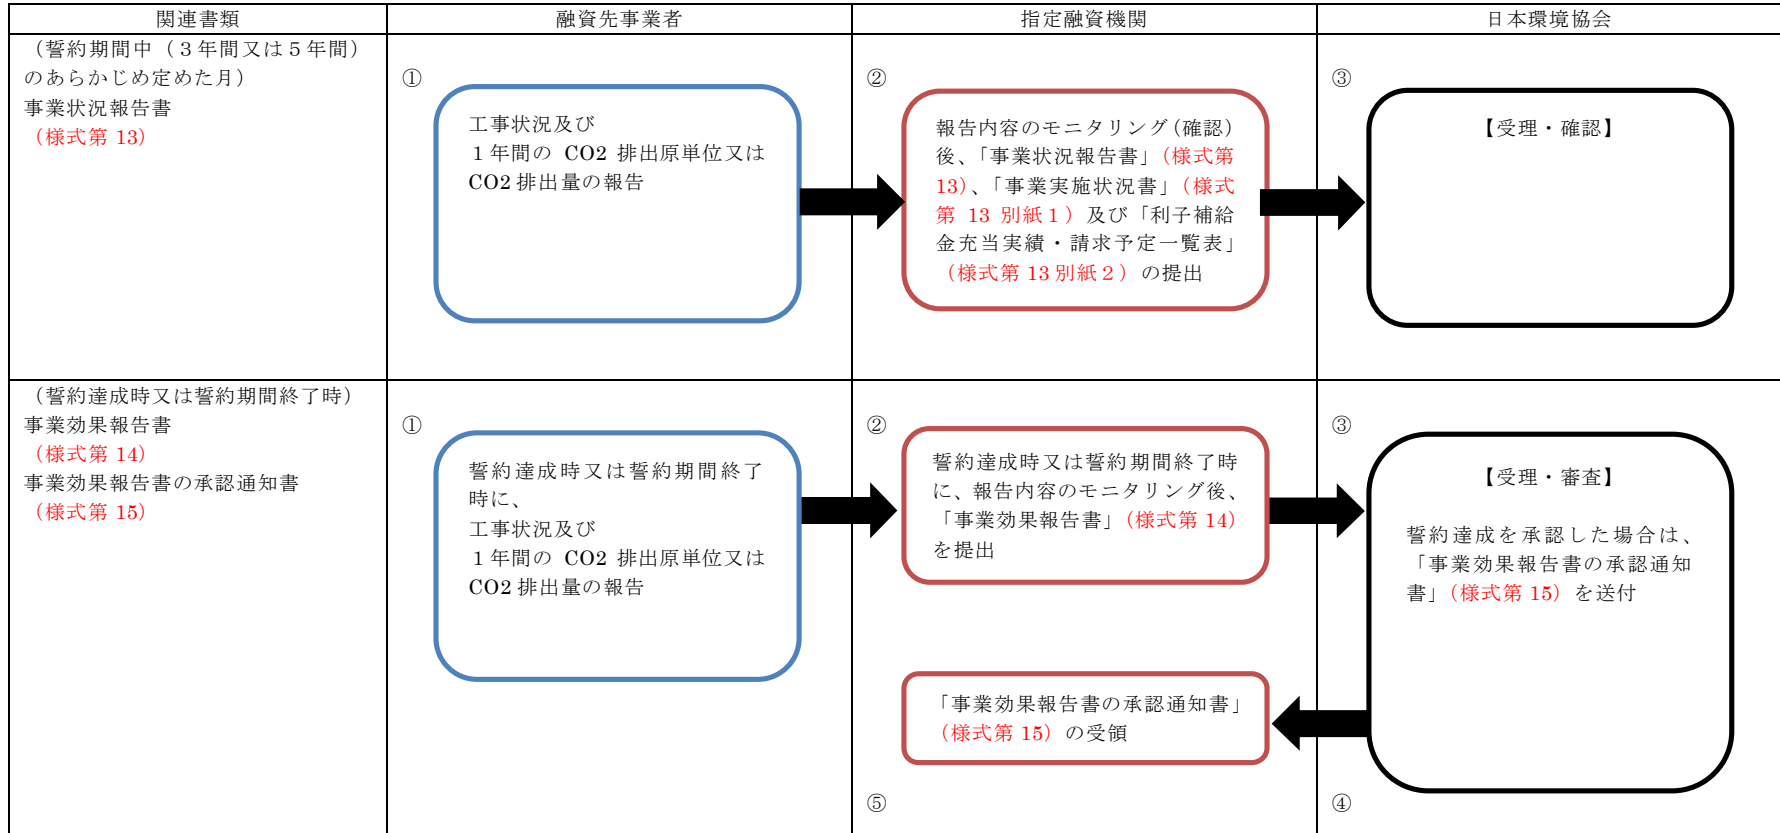 関連書類
融資先事業者
指定融資機関
日本環境協会
（誓約期間中（３年間又は５年間）
のあらかじめ定めた月）
事業状況報告書
（様式第 13）
①
工事状況及び
１年間の CO2 排出原単位又は
CO2 排出量の報告
②
報告内容のモニタリング（確認）
後、「事業状況報告書」（様式第
13）、「事業実施状況書」（様式
第 13 別紙１）及び「利子補給
金充当実績・請求予定一覧表」
（様式第 13 別紙２）の提出
③
【受理・確認】
（誓約達成時又は誓約期間終了時）
事業効果報告書
（様式第 14）
事業効果報告書の承認通知書
（様式第 15）
①
誓約達成時又は誓約期間終了
時に、
工事状況及び
１年間の CO2 排出原単位又は
CO2 排出量の報告
②
誓約達成時又は誓約期間終了時
に、報告内容のモニタリング後、
「事業効果報告書」（様式第 14）
を提出
③
【受理・審査】
誓約達成を承認した場合は、
「事業効果報告書の承認通知
書」（様式第 15）を送付
「事業効果報告書の承認通知書」
（様式第 15）の受領
⑤
④